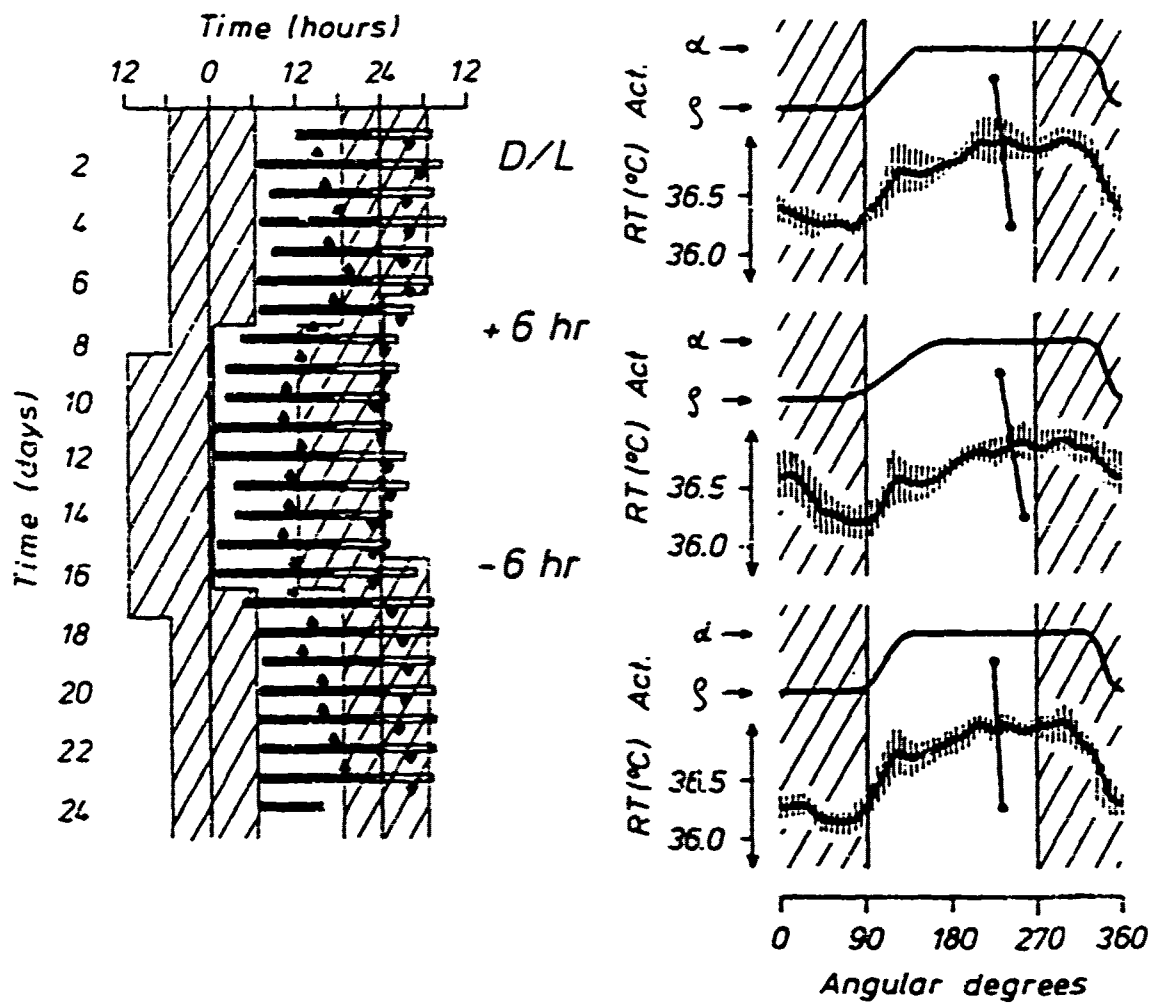 Time (hours)
12 0 12 24 12
D/L
+6 hr
-6 hr
Time (days)
2
4
6
8
10
12
14
16
18
20
22
24
α →
ρ →
Act.
RT (°C)
36.5
36.0
α →
ρ →
Act
RT (°C)
36.5
36.0
α →
ρ →
Act.
RT (°C)
36.5
36.0
0 90 180 270 360
Angular degrees